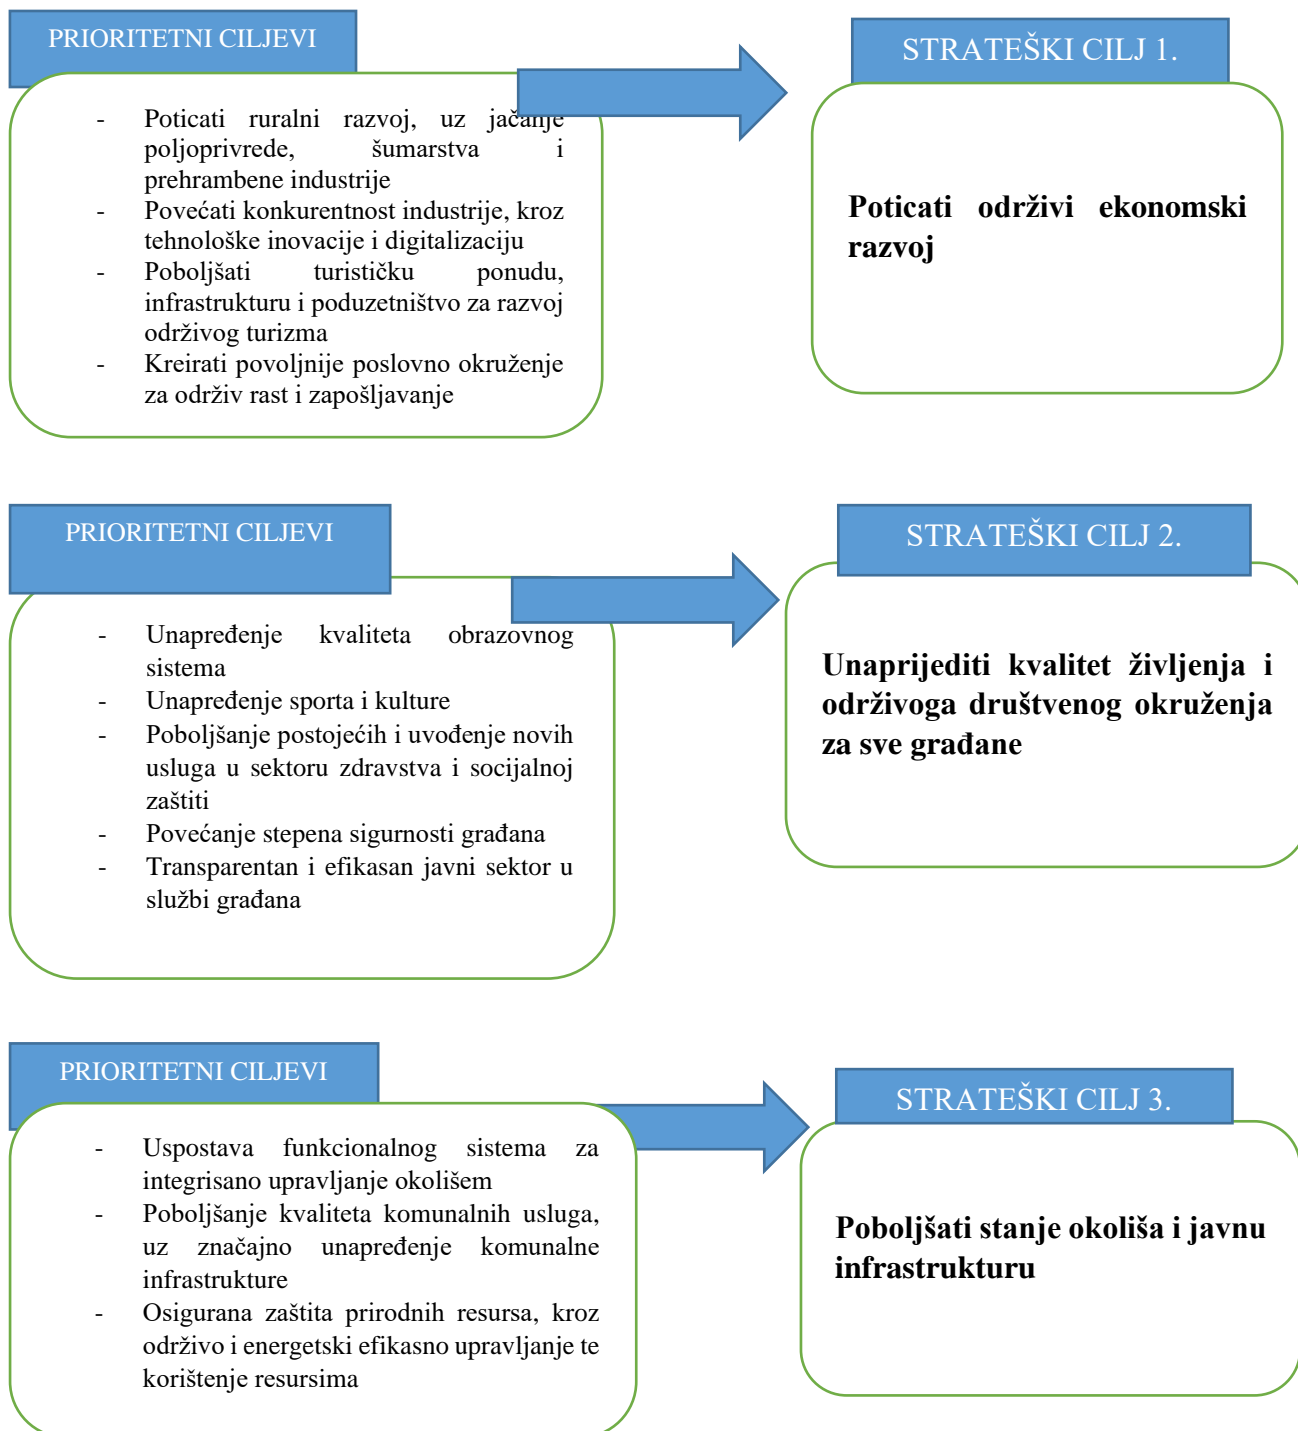 PRIORITETNI CILJEVI
- Poticati ruralni razvoj, uz jačanje
poljoprivrede, šumarstva i
prehrambene industrije
- Povećati konkurentnost industrije, kroz
tehnološke inovacije i digitalizaciju
- Poboljšati turističku ponudu,
infrastrukturu i poduzetništvo za razvoj
održivog turizma
- Kreirati povoljnije poslovno okruženje
za održiv rast i zapošljavanje
STRATEŠKI CILJ 1.
Poticati održivi ekonomski
razvoj
PRIORITETNI CILJEVI
- Unapređenje kvaliteta obrazovnog
sistema
- Unapređenje sporta i kulture
- Poboljšanje postojećih i uvođenje novih
usluga u sektoru zdravstva i socijalnoj
zaštiti
- Povećanje stepena sigurnosti građana
- Transparentan i efikasan javni sektor u
službi građana
STRATEŠKI CILJ 2.
Unaprijediti kvalitet življenja i
održivoga društvenog okruženja
za sve građane
PRIORITETNI CILJEVI
- Uspostava funkcionalnog sistema za
integrisano upravljanje okolišem
- Poboljšanje kvaliteta komunalnih usluga,
uz značajno unapređenje komunalne
infrastrukture
- Osigurana zaštita prirodnih resursa, kroz
održivo i energetski efikasno upravljanje te
korištenje resursima
STRATEŠKI CILJ 3.
Poboljšati stanje okoliša i javnu
infrastrukturu